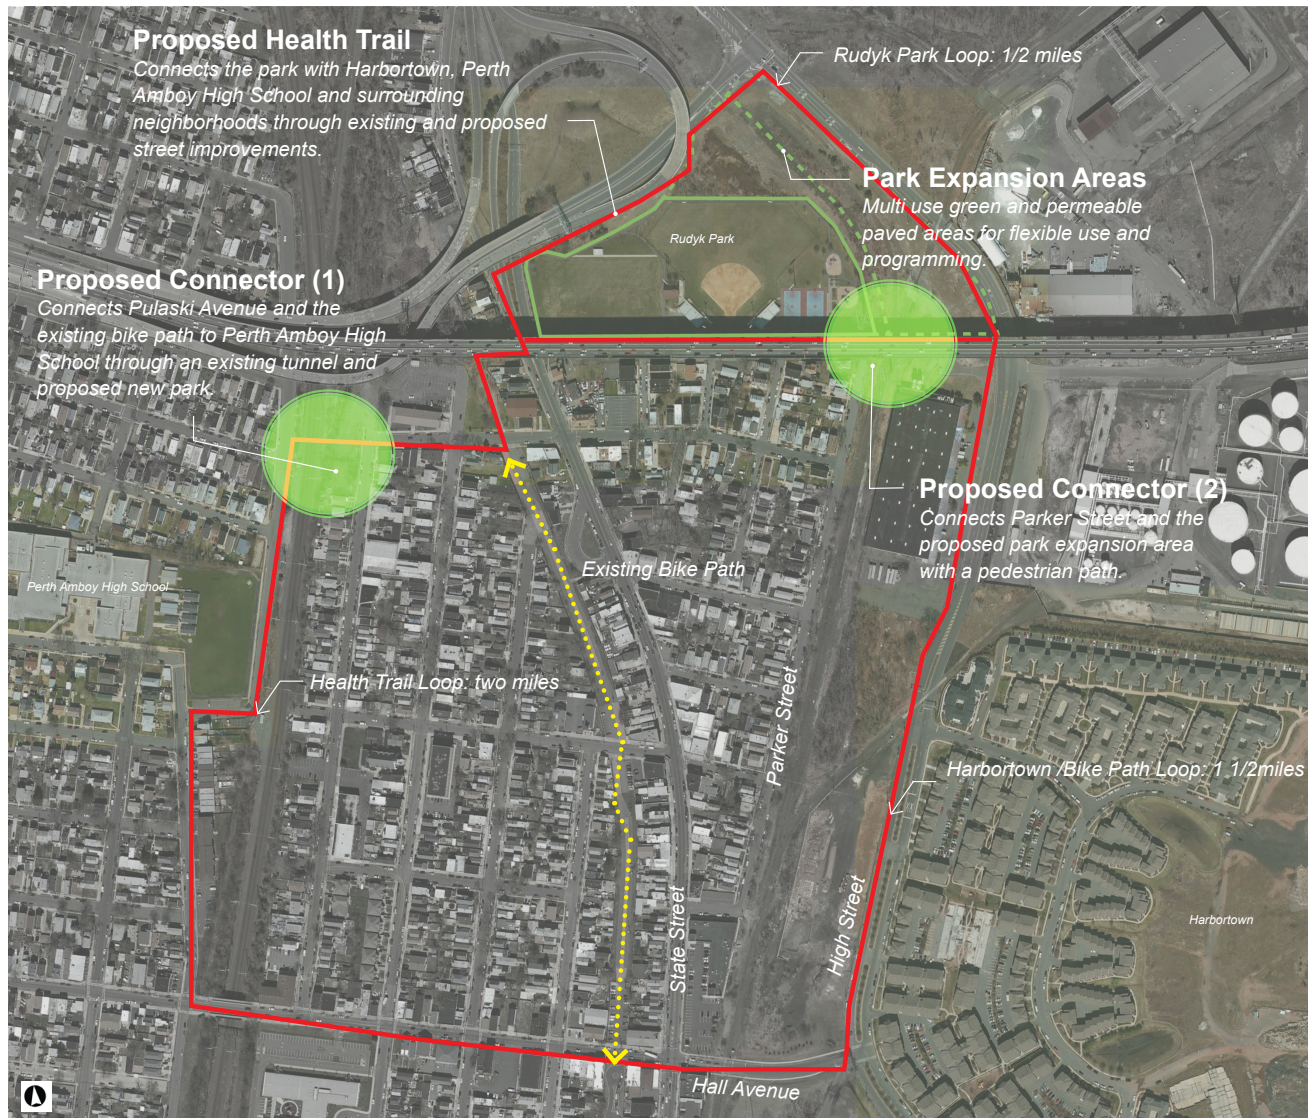 Proposed Health Trail
Connects the park with Harbortown, Perth
Amboy High School and surrounding
neighborhoods through existing and proposed
street improvements.
Rudyk Park Loop: 1/2 miles
Park Expansion Areas
Multi use green and permeable
paved areas for flexible use and
programming.
Rudyk Park
Proposed Connector (1)
Connects Pulaski Avenue and the
existing bike path to Perth Amboy High
School through an existing tunnel and
proposed new park.
Proposed Connector (2)
Connects Parker Street and the
proposed park expansion area
with a pedestrian path.
Existing Bike Path
Perth Amboy High School
Health Trail Loop: two miles
Parker Street
Harbortown /Bike Path Loop: 1 1/2miles
State Street
High Street
Harbortown
Hall Avenue